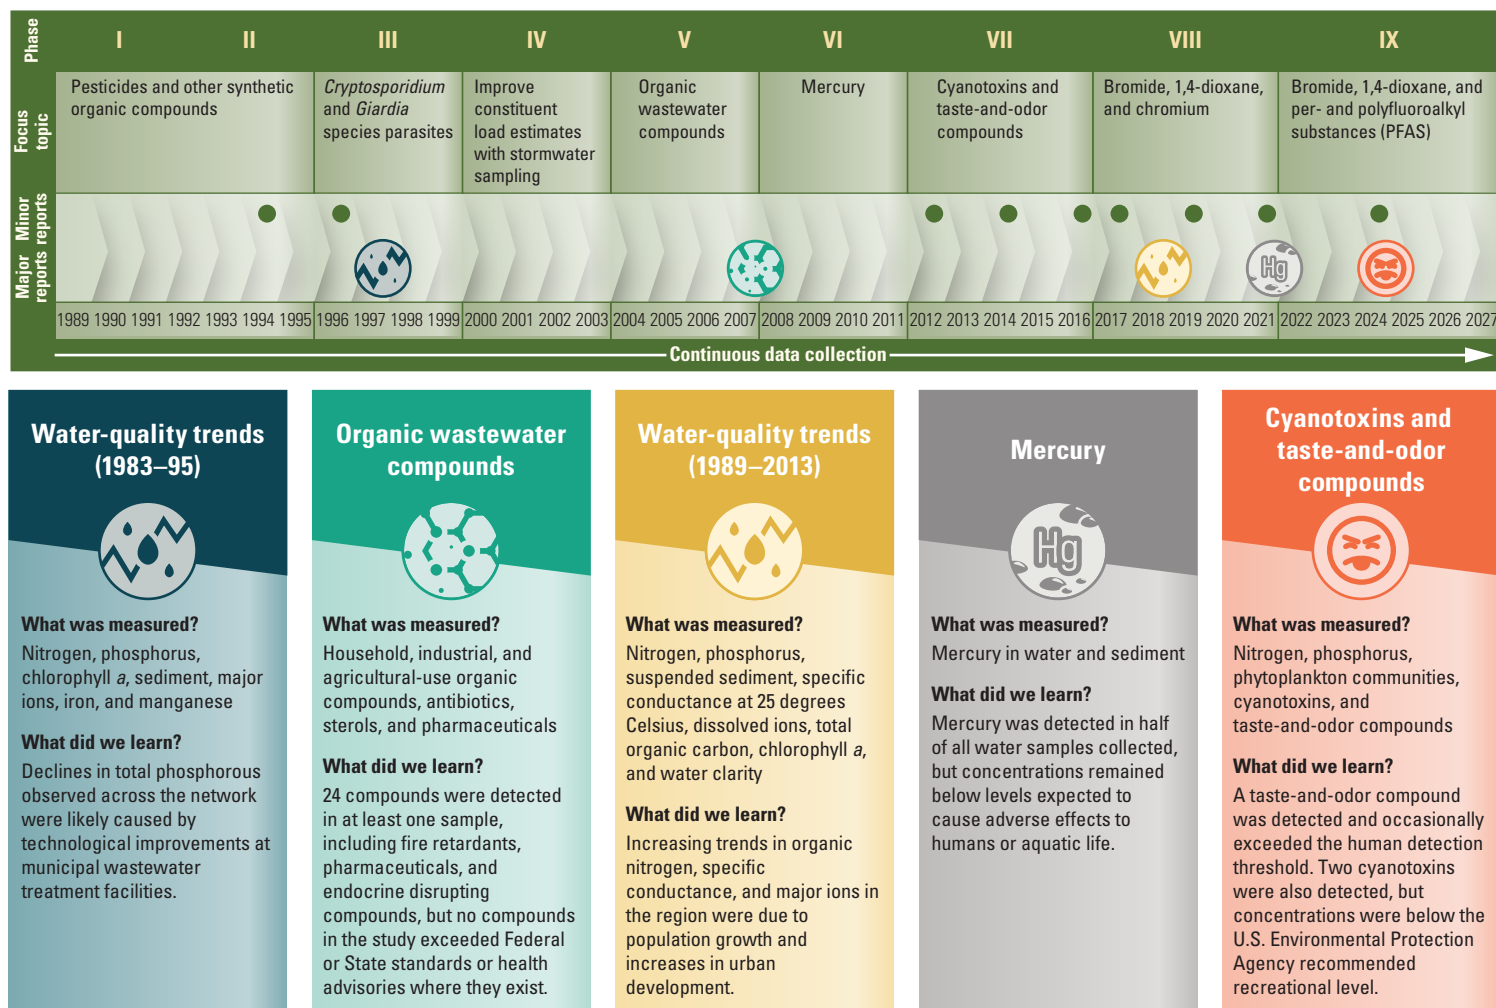 Phase
I
II
III
IV
V
VI
VII
VIII
IX
Focus
topic
Pesticides and other synthetic
organic compounds
Cryptosporidium
and Giardia
species parasites
Improve
constituent
load estimates
with stormwater
sampling
Organic
wastewater
compounds
Mercury
Cyanotoxins and
taste-and-odor
compounds
Bromide, 1,4-dioxane,
and chromium
Bromide, 1,4-dioxane, and
per- and polyfluoroalkyl
substances (PFAS)
Minor
reports
Major
reports
Hg
1989 1990 1991 1992 1993 1994 1995 1996 1997 1998 1999 2000 2001 2002 2003 2004 2005 2006 2007 2008 2009 2010 2011 2012 2013 2014 2015 2016 2017 2018 2019 2020 2021 2022 2023 2024 2025 2026 2027
Continuous data collection
Water-quality trends
(1983–95)
What was measured?
Nitrogen, phosphorus,
chlorophyll a, sediment, major
ions, iron, and manganese
What did we learn?
Declines in total phosphorous
observed across the network
were likely caused by
technological improvements at
municipal wastewater
treatment facilities.
Organic wastewater
compounds
What was measured?
Household, industrial, and
agricultural-use organic
compounds, antibiotics,
sterols, and pharmaceuticals
What did we learn?
24 compounds were detected
in at least one sample,
including fire retardants,
pharmaceuticals, and
endocrine disrupting
compounds, but no compounds
in the study exceeded Federal
or State standards or health
advisories where they exist.
Water-quality trends
(1989–2013)
What was measured?
Nitrogen, phosphorus,
suspended sediment, specific
conductance at 25 degrees
Celsius, dissolved ions, total
organic carbon, chlorophyll a,
and water clarity
What did we learn?
Increasing trends in organic
nitrogen, specific
conductance, and major ions in
the region were due to
population growth and
increases in urban
development.
Mercury
Hg
What was measured?
Mercury in water and sediment
What did we learn?
Mercury was detected in half
of all water samples collected,
but concentrations remained
below levels expected to
cause adverse effects to
humans or aquatic life.
Cyanotoxins and
taste-and-odor
compounds
What was measured?
Nitrogen, phosphorus,
phytoplankton communities,
cyanotoxins, and
taste-and-odor compounds
What did we learn?
A taste-and-odor compound
was detected and occasionally
exceeded the human detection
threshold. Two cyanotoxins
were also detected, but
concentrations were below the
U.S. Environmental Protection
Agency recommended
recreational level.